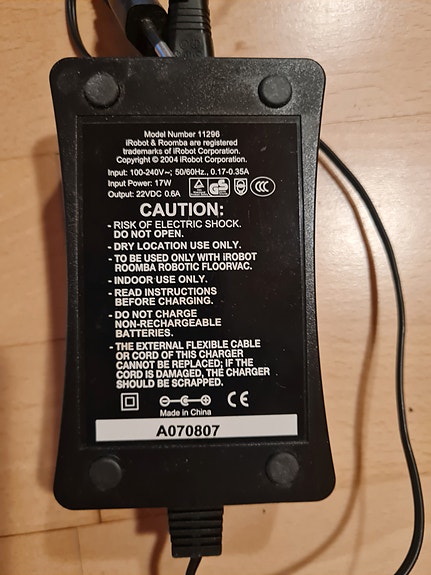 Model Number 11296
iRobot & Roomba are registered
trademarks of iRobot Corporation.
Copyright © 2004 iRobot Corporation.
Input: 100-240V~; 50/60Hz., 0.17-0.35A
Input Power: 17W
Output: 22VDC 0.6A
CAUTION:
- RISK OF ELECTRIC SHOCK.
DO NOT OPEN.
- DRY LOCATION USE ONLY.
- TO BE USED ONLY WITH IROBOT
ROOMBA ROBOTIC FLOORVAC.
- INDOOR USE ONLY.
- READ INSTRUCTIONS
BEFORE CHARGING.
- DO NOT CHARGE
NON-RECHARGEABLE
BATTERIES.
- THE EXTERNAL FLEXIBLE CABLE
OR CORD OF THIS CHARGER
CANNOT BE REPLACED; IF THE
CORD IS DAMAGED, THE CHARGER
SHOULD BE SCRAPPED.
CE
Made in China
A070807